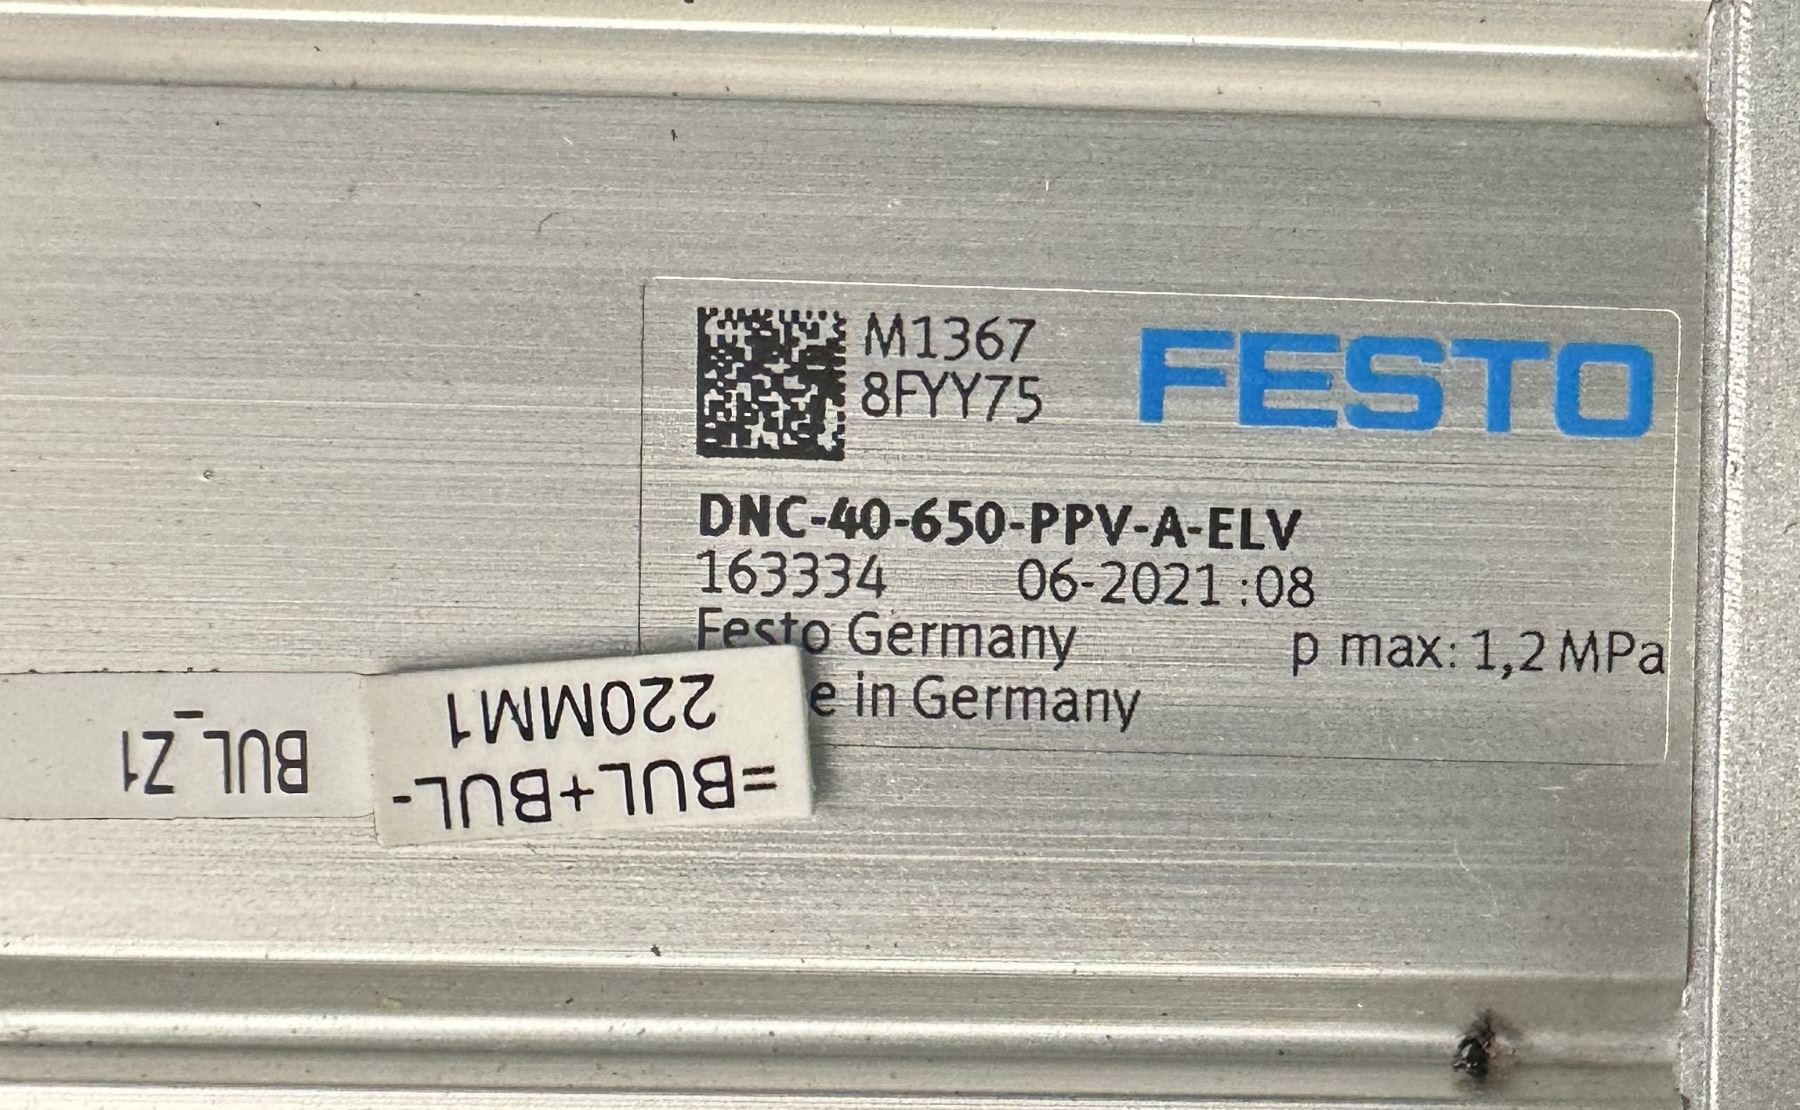 M1367
8FYY75
FESTO
DNC-40-650-PPV-A-ELV
163334 06-2021 :08
Festo Germany p max: 1,2 MPa
e in Germany
=BUL+BUL-
220MM1
BUL_Z1